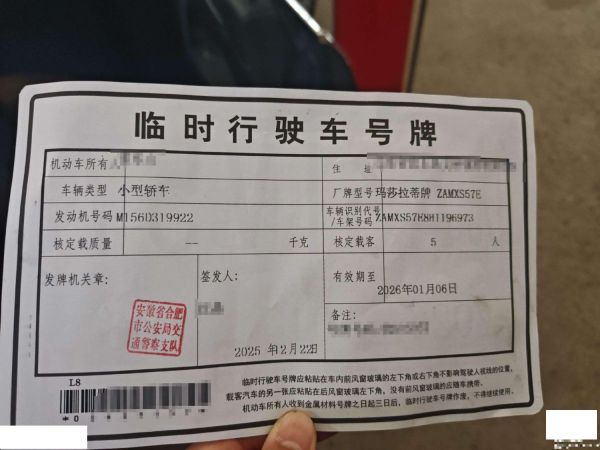 临时行驶车号牌
机动车所有人
住 址
车辆类型 小型轿车
厂牌型号 玛莎拉蒂牌 ZAMXS57E
发动机号码 M156D319922
车辆识别代号/车架号码 ZAMXS57E8H1196973
核定载质量 -- 千克
核定载客 5 人
发牌机关章:
安徽省合肥
市公安局交
通警察支队
签发人:
2025年2月22日
有效期至
2026年01月06日
备注:
L8
临时行驶车号牌应粘贴在车内前风窗玻璃的左下角或右下角不影响驾驶人视线的位置,
载客汽车的另一张应粘贴在后风窗玻璃左下角, 没有前风窗玻璃的应随车携带。
机动车所有人收到金属材料号牌之日起三日后, 临时行驶车号牌作废, 不得继续使用。